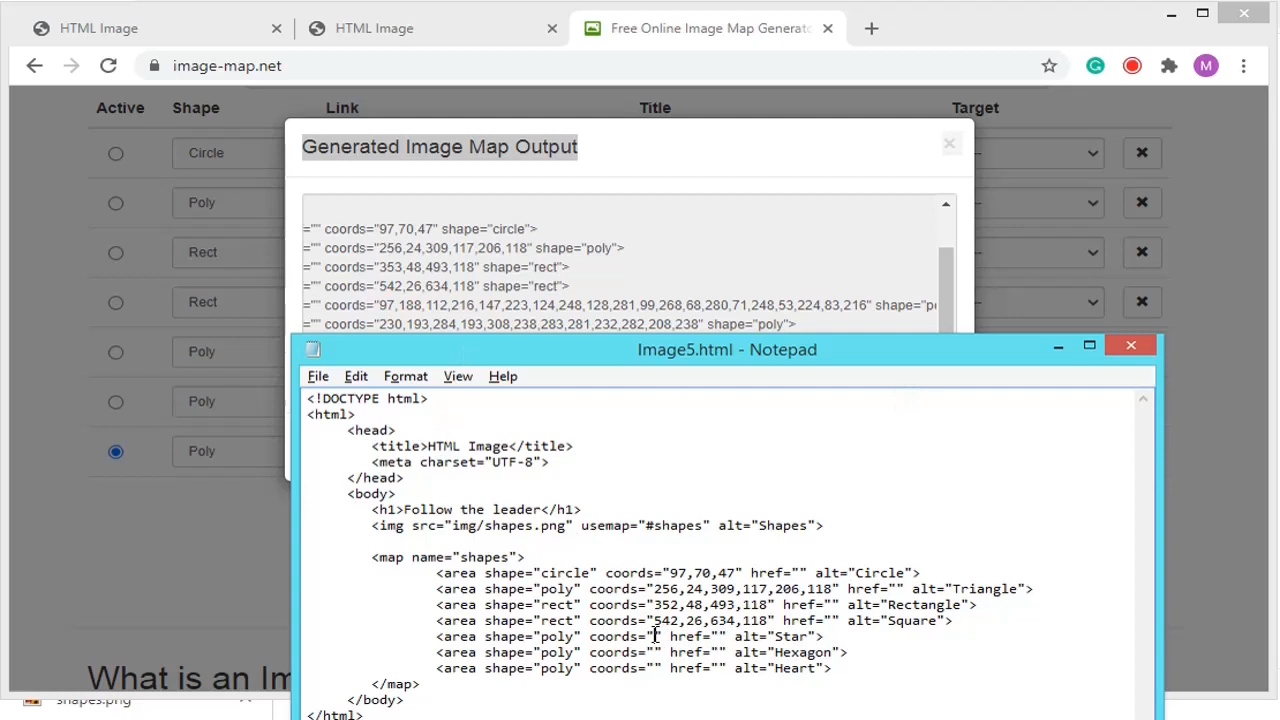 HTML Image
HTML Image
Free Online Image Map Generato
image-map.net
M
Active Shape Link Title Target
Generated Image Map Output
Circle
Poly
Rect
Rect
Poly
Poly
Poly
="" coords="97,70,47" shape="circle">
="" coords="256,24,309,117,206,118" shape="poly">
="" coords="353,48,493,118" shape="rect">
="" coords="542,26,634,118" shape="rect">
="" coords="97,188,112,216,147,223,124,248,128,281,99,268,68,280,71,248,53,224,83,216" shape="po
="" coords="230,193,284,193,308,238,283,281,232,282,208,238" shape="poly">
Image5.html - Notepad
File Edit Format View Help
<!DOCTYPE html>
<html>
<head>
<title>HTML Image</title>
<meta charset="UTF-8">
</head>
<body>
<h1>Follow the leader</h1>
<img src="img/shapes.png" usemap="#shapes" alt="Shapes">
<map name="shapes">
<area shape="circle" coords="97,70,47" href="" alt="Circle">
<area shape="poly" coords="256,24,309,117,206,118" href="" alt="Triangle">
<area shape="rect" coords="352,48,493,118" href="" alt="Rectangle">
<area shape="rect" coords="542,26,634,118" href="" alt="Square">
<area shape="poly" coords="" href="" alt="Star">
<area shape="poly" coords="" href="" alt="Hexagon">
<area shape="poly" coords="" href="" alt="Heart">
</map>
</body>
</html>
What is an Im
shapes.png